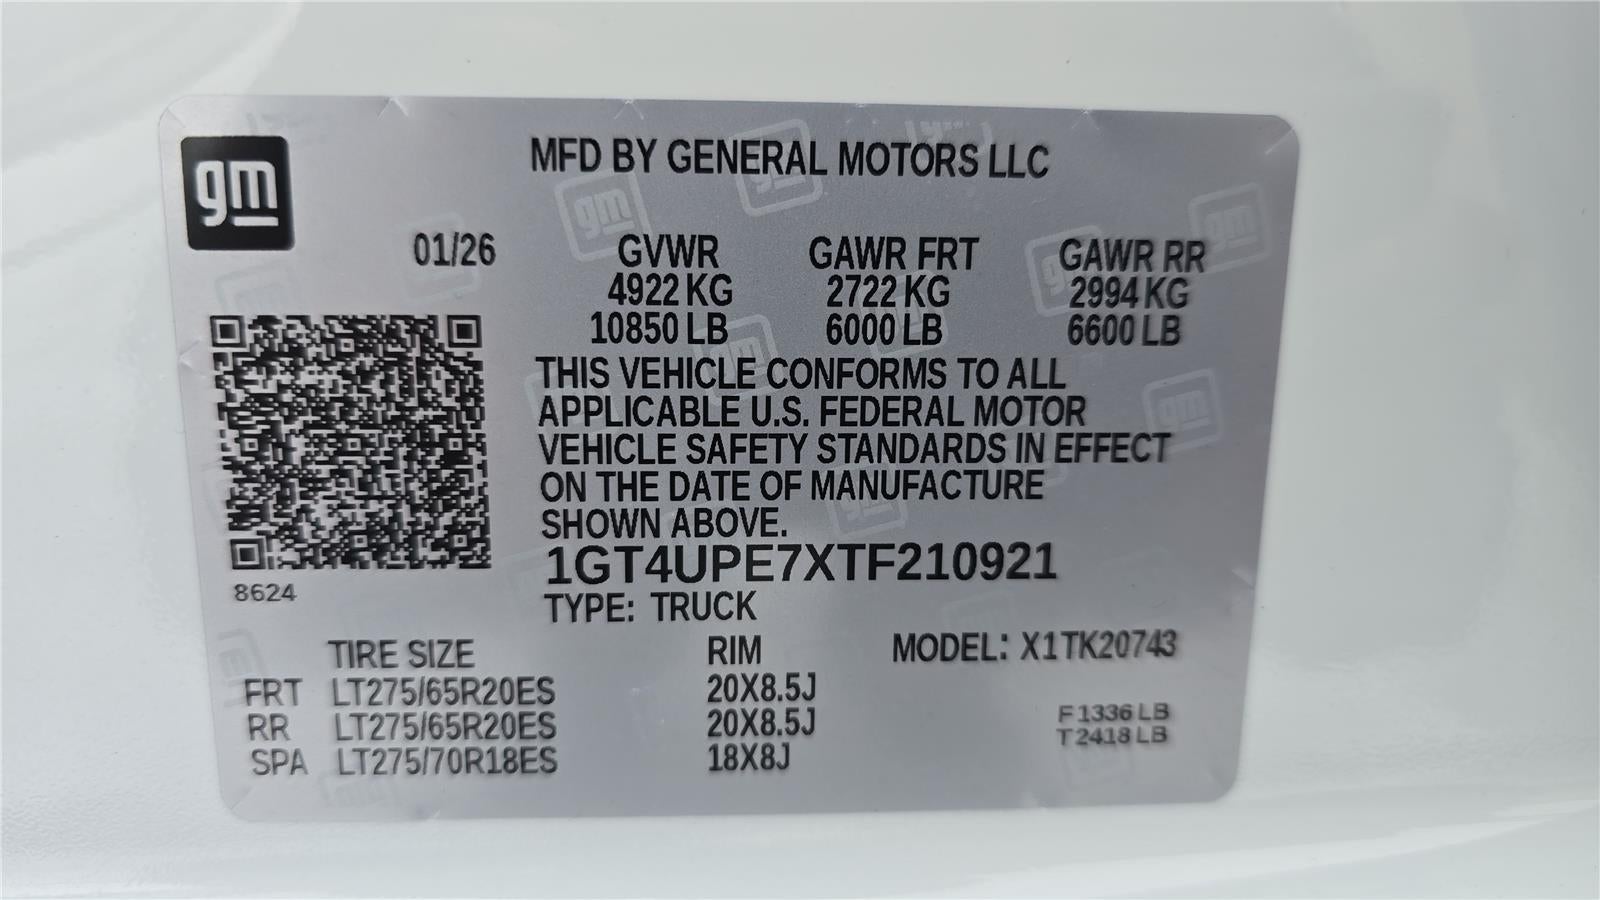 gm
MFD BY GENERAL MOTORS LLC
01/26 GVWR GAWR FRT GAWR RR
4922 KG 2722 KG 2994 KG
10850 LB 6000 LB 6600 LB
THIS VEHICLE CONFORMS TO ALL
APPLICABLE U.S. FEDERAL MOTOR
VEHICLE SAFETY STANDARDS IN EFFECT
ON THE DATE OF MANUFACTURE
SHOWN ABOVE.
1GT4UPE7XTF210921
8624
TYPE: TRUCK
TIRE SIZE RIM MODEL: X1TK20743
FRT LT275/65R20ES 20X8.5J
RR LT275/65R20ES 20X8.5J
SPA LT275/70R18ES 18X8J
F1336 LB
T2418 LB